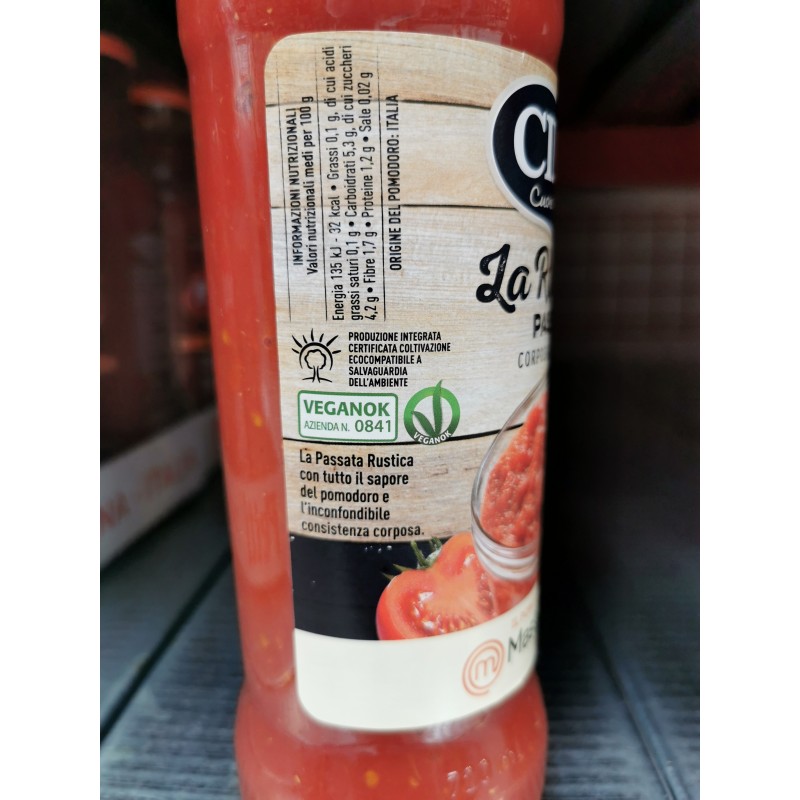 INFORMAZIONI NUTRIZIONALI
Valori nutrizionali medi per 100 g
Energia 135 kJ - 32 kcal • Grassi 0,1 g, di cui acidi
grassi saturi 0,1 g • Carboidrati 5,3 g, di cui zuccheri
4,2 g • Fibre 1,7 g • Proteine 1,2 g • Sale 0,02 g
ORIGINE DEL POMODORO: ITALIA
PRODUZIONE INTEGRATA
CERTIFICATA COLTIVAZIONE
ECOCOMPATIBILE A
SALVAGUARDIA
DELL'AMBIENTE
VEGANOK
AZIENDA N. 0841
VEGANOK
La Passata Rustica
con tutto il sapore
del pomodoro e
l'inconfondibile
consistenza corposa.
La